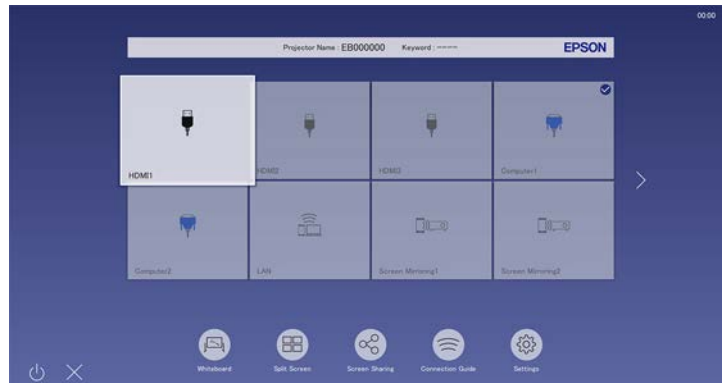 00:00
Projector Name : EB000000 Keyword : ----
EPSON
HDMI1
HDMI2
HDMI3
Computer1
Computer2
LAN
Screen Mirroring1
Screen Mirroring2
Whiteboard
Split Screen
Screen Sharing
Connection Guide
Settings